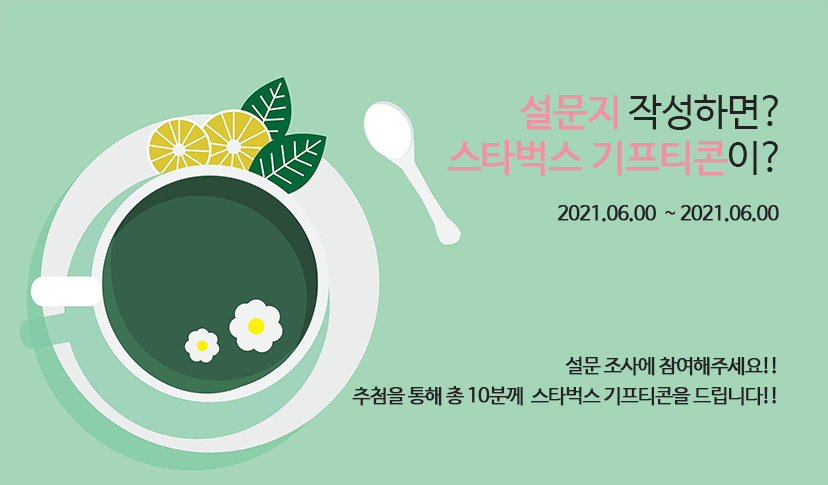 설문지 작성하면?
스타벅스 기프티콘이?
2021.06.00 ~ 2021.06.00
설문 조사에 참여해주세요!!
추첨을 통해 총 10분께 스타벅스 기프티콘을 드립니다!!